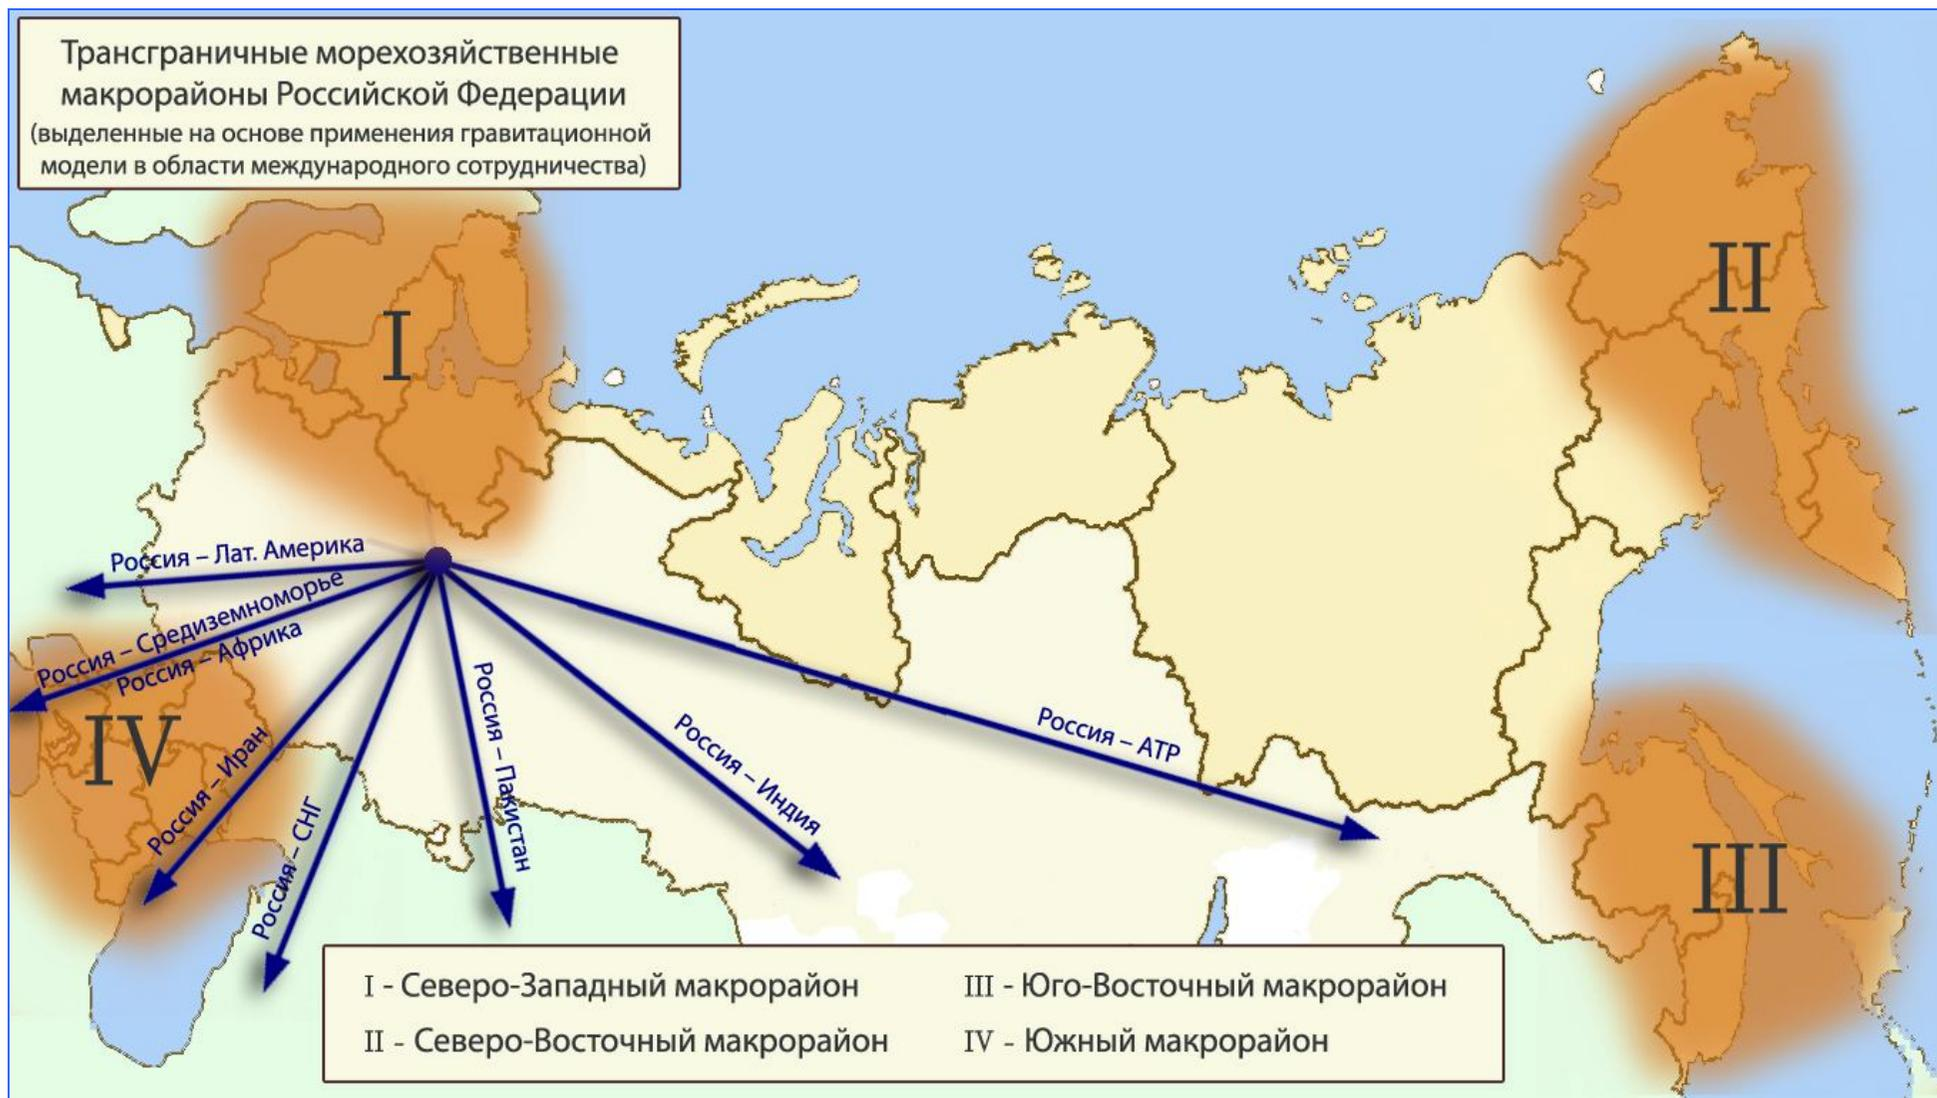 Трансграничные морехозяйственные
макрорайоны Российской Федерации
(выделенные на основе применения гравитационной
модели в области международного сотрудничества)
I
II
Россия – Лат. Америка
Россия – Средиземноморье
Россия – Африка
Россия – Иран
Россия – СНГ
Россия – Пакистан
Россия – Индия
Россия – АТР
IV
III
I - Северо-Западный макрорайон
II - Северо-Восточный макрорайон
III - Юго-Восточный макрорайон
IV - Южный макрорайон